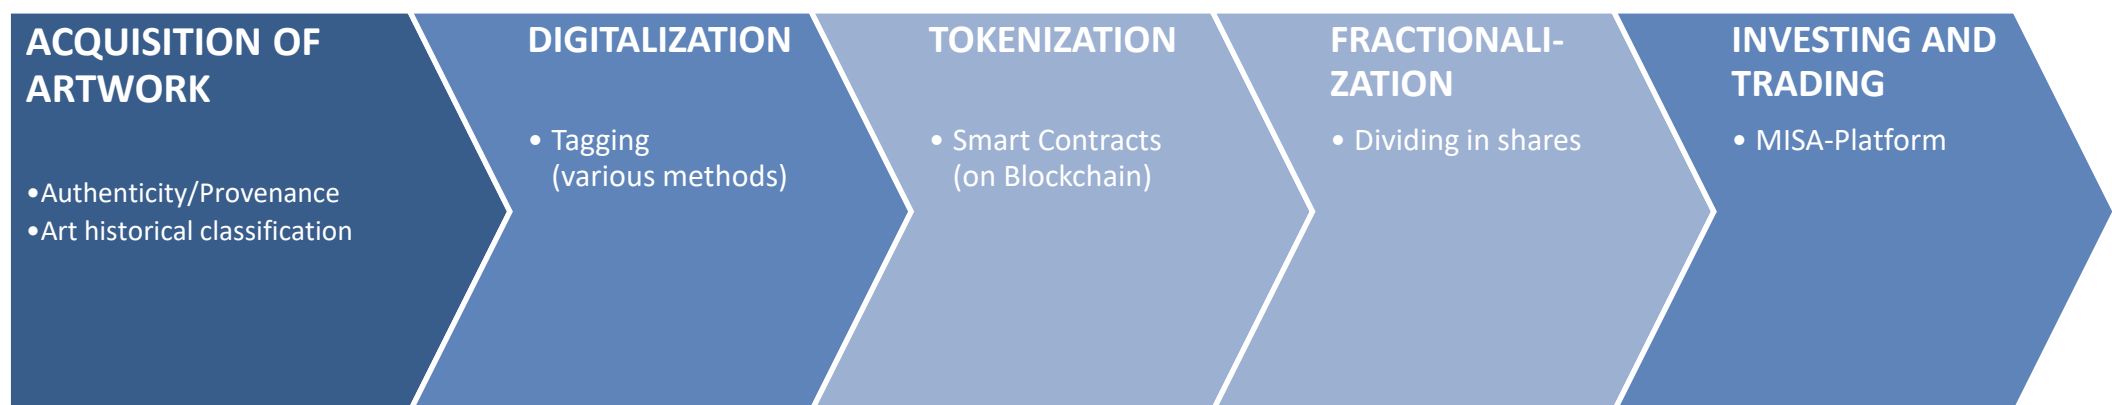 ACQUISITION OF
ARTWORK
•Authenticity/Provenance
•Art historical classification
DIGITALIZATION
• Tagging
(various methods)
TOKENIZATION
• Smart Contracts
(on Blockchain)
FRACTIONALI-
ZATION
• Dividing in shares
INVESTING AND
TRADING
• MISA-Platform